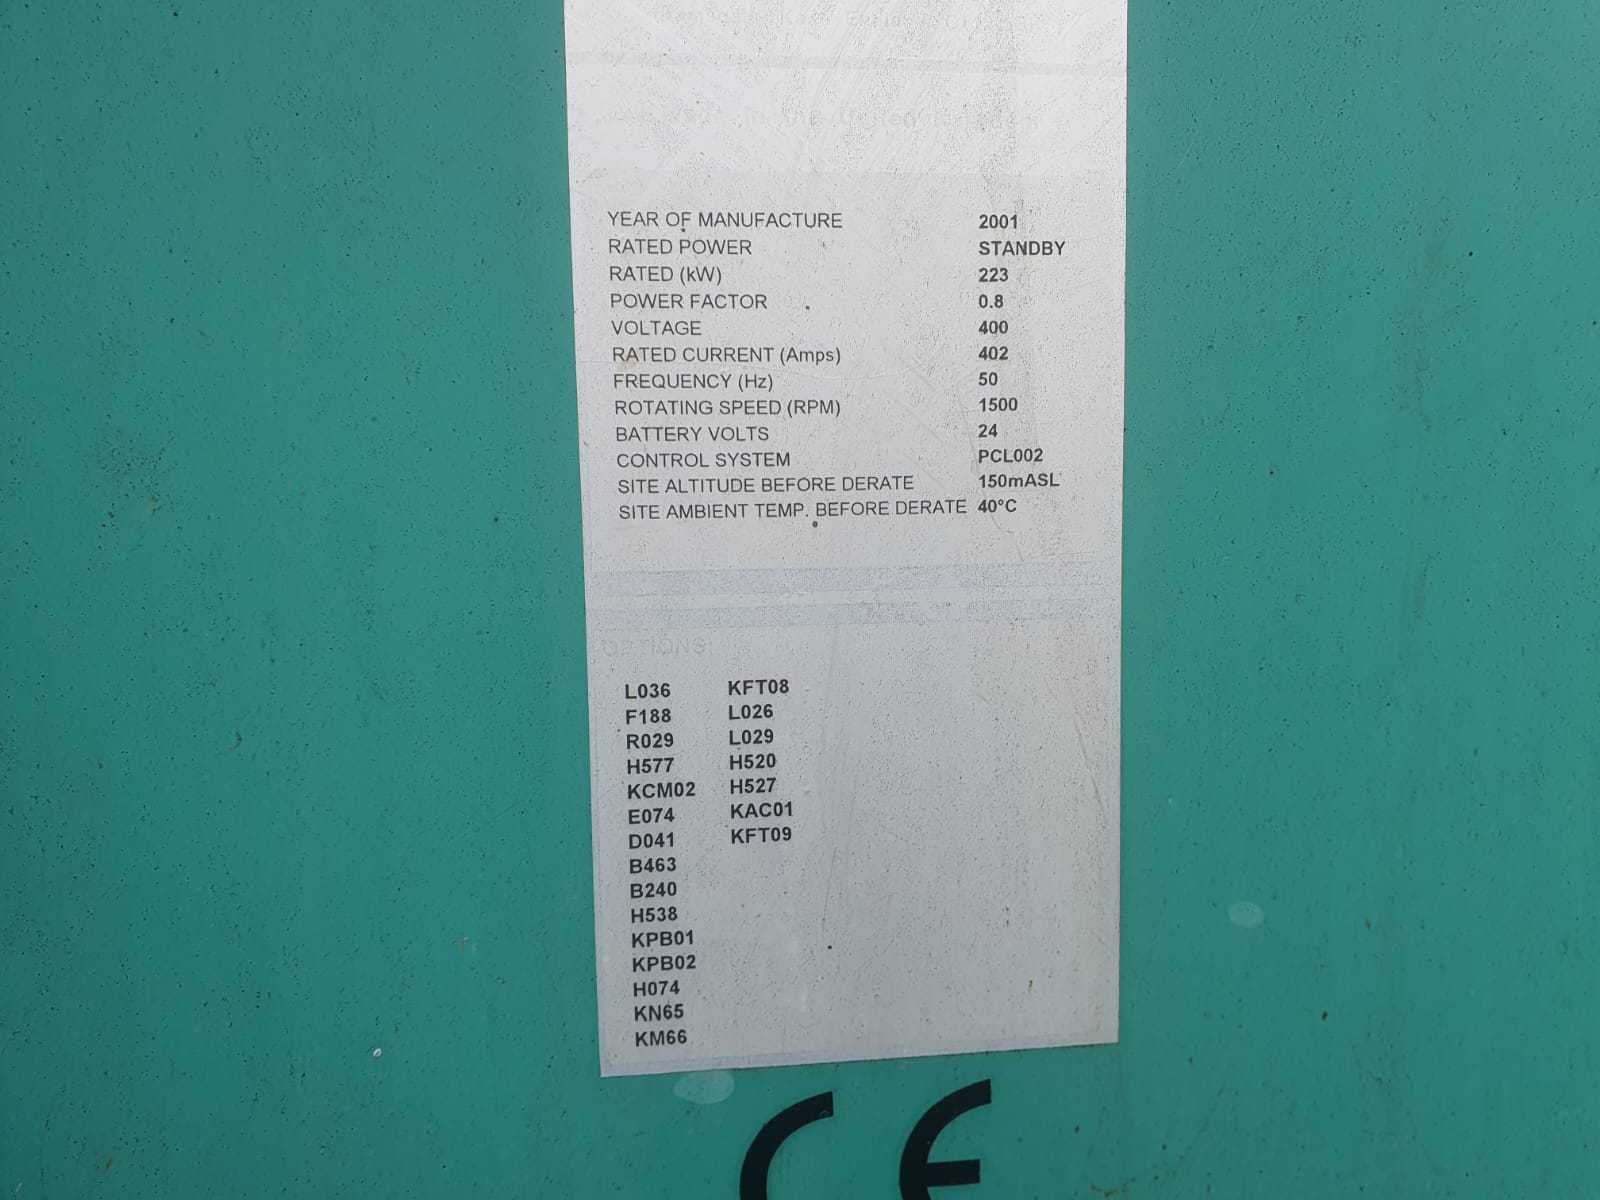 YEAR OF MANUFACTURE 2001
RATED POWER STANDBY
RATED (kW) 223
POWER FACTOR 0.8
VOLTAGE 400
RATED CURRENT (Amps) 402
FREQUENCY (Hz) 50
ROTATING SPEED (RPM) 1500
BATTERY VOLTS 24
CONTROL SYSTEM PCL002
SITE ALTITUDE BEFORE DERATE 150mASL
SITE AMBIENT TEMP. BEFORE DERATE 40°C
L036 KFT08
F188 L026
R029 L029
H577 H520
KCM02 H527
E074 KAC01
D041 KFT09
B463
B240
H538
KPB01
KPB02
H074
KN65
KM66
CE